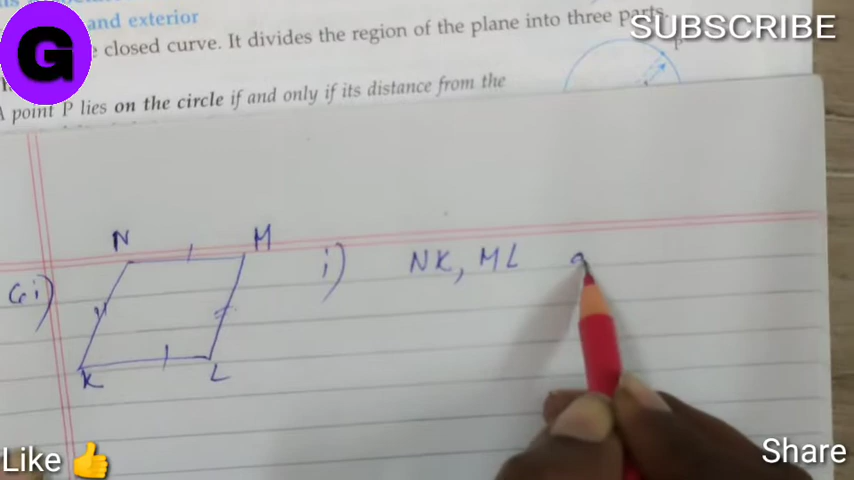 and exterior
closed curve. It divides the region of the plane into three parts.
SUBSCRIBE
G
P
A point P lies on the circle if and only if its distance from the
N
M
i)
NK, ML
K
L
Like 👍
Share